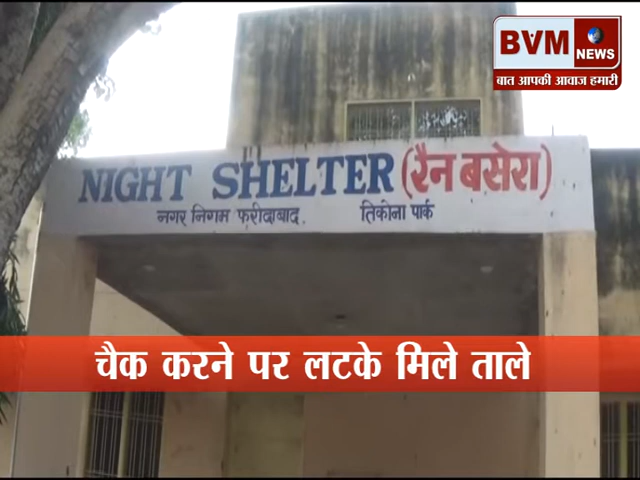 BVM NEWS
बात आपकी आवाज हमारी
NIGHT SHELTER (रैन बसेरा)
नगर निगम फरीदाबाद. तिकोना पार्क
चैक करने पर लटके मिले ताले